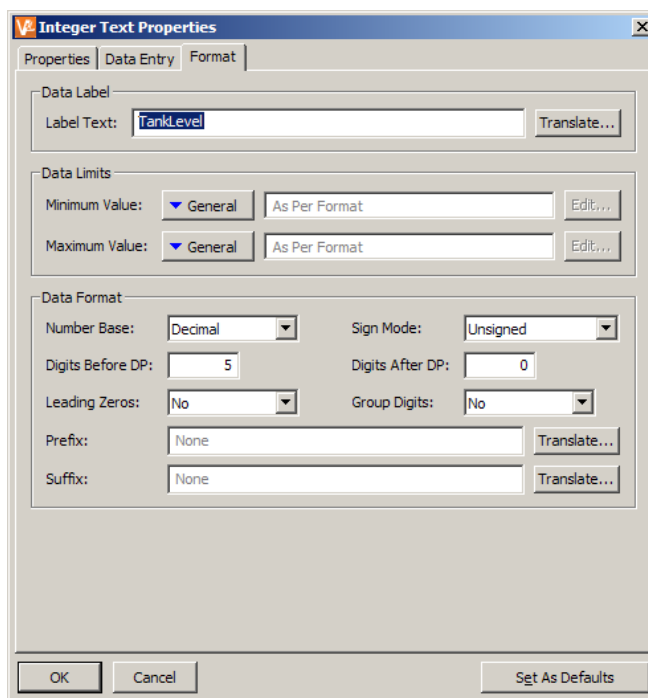 Integer Text Properties
Properties Data Entry Format
Data Label
Label Text: TankLevel Translate...
Data Limits
Minimum Value: General As Per Format Edit...
Maximum Value: General As Per Format Edit...
Data Format
Number Base: Decimal Sign Mode: Unsigned
Digits Before DP: 5 Digits After DP: 0
Leading Zeros: No Group Digits: No
Prefix: None Translate...
Suffix: None Translate...
OK Cancel Set As Defaults